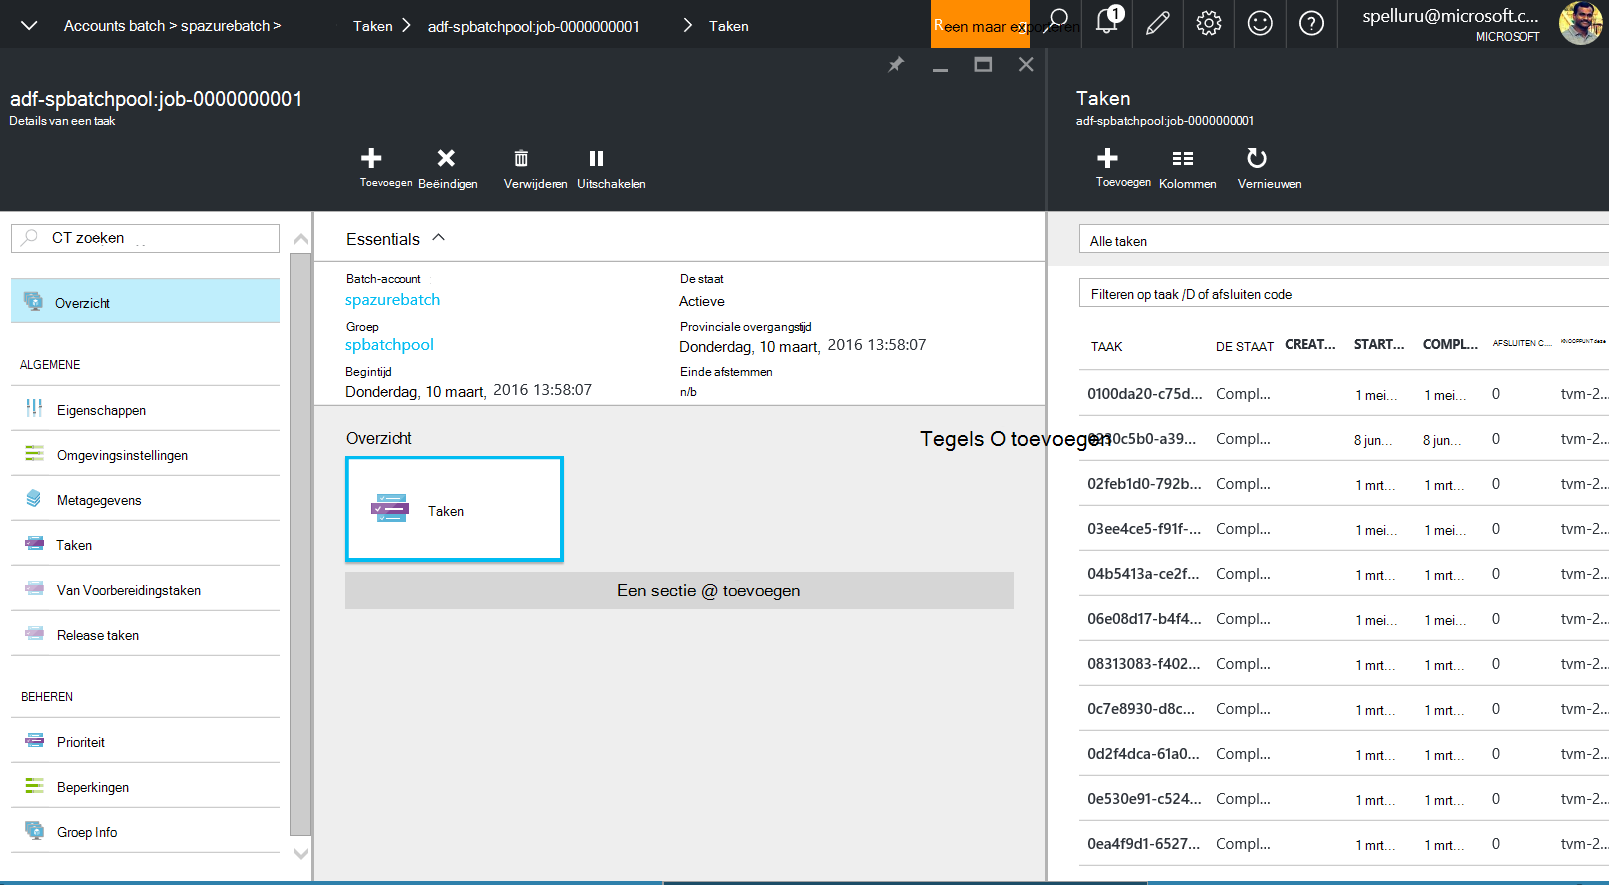 Accounts batch > spazurebatch >
Taken
adf-spbatchpool:job-0000000001
Taken
een maar exporteren
1
spelluru@microsoft.c...
MICROSOFT
adf-spbatchpool:job-0000000001
Details van een taak
Toevoegen
Beëindigen
Verwijderen
Uitschakelen
CT zoeken
Overzicht
ALGEMENE
Eigenschappen
Omgevingsinstellingen
Metagegevens
Taken
Van Voorbereidingstaken
Release taken
BEHEREN
Prioriteit
Beperkingen
Groep Info
Essentials
Batch-account
spazurebatch
De staat
Actieve
Groep
spbatchpool
Provinciale overgangstijd
Donderdag, 10 maart, 2016 13:58:07
Begintijd
Donderdag, 10 maart, 2016 13:58:07
Einde afstemmen
n/b
Overzicht
Tegels O toevoegen
Taken
Een sectie @ toevoegen
Taken
adf-spbatchpool:job-0000000001
Toevoegen
Kolommen
Vernieuwen
Alle taken
Filteren op taak /D of afsluiten code
TAAK DE STAAT CREAT... START... COMPL... AFSLUITEN C... KNOOPPUNT deze
0100da20-c75d... Compl... 1 mei... 1 mei... 0 tvm-2...
0230c5b0-a39... Compl... 8 jun... 8 jun... 0 tvm-2...
02feb1d0-792b... Compl... 1 mrt... 1 mrt... 0 tvm-2...
03ee4ce5-f91f-... Compl... 1 mei... 1 mei... 0 tvm-2...
04b5413a-ce2f... Compl... 1 mrt... 1 mrt... 0 tvm-2...
06e08d17-b4f4... Compl... 1 mei... 1 mei... 0 tvm-2...
08313083-f402... Compl... 1 mrt... 1 mrt... 0 tvm-2...
0c7e8930-d8c... Compl... 1 mrt... 1 mrt... 0 tvm-2...
0d2f4dca-61a0... Compl... 1 mrt... 1 mrt... 0 tvm-2...
0e530e91-c524... Compl... 1 mrt... 1 mrt... 0 tvm-2...
0ea4f9d1-6527... Compl... 1 mrt... 1 mrt... 0 tvm-2...